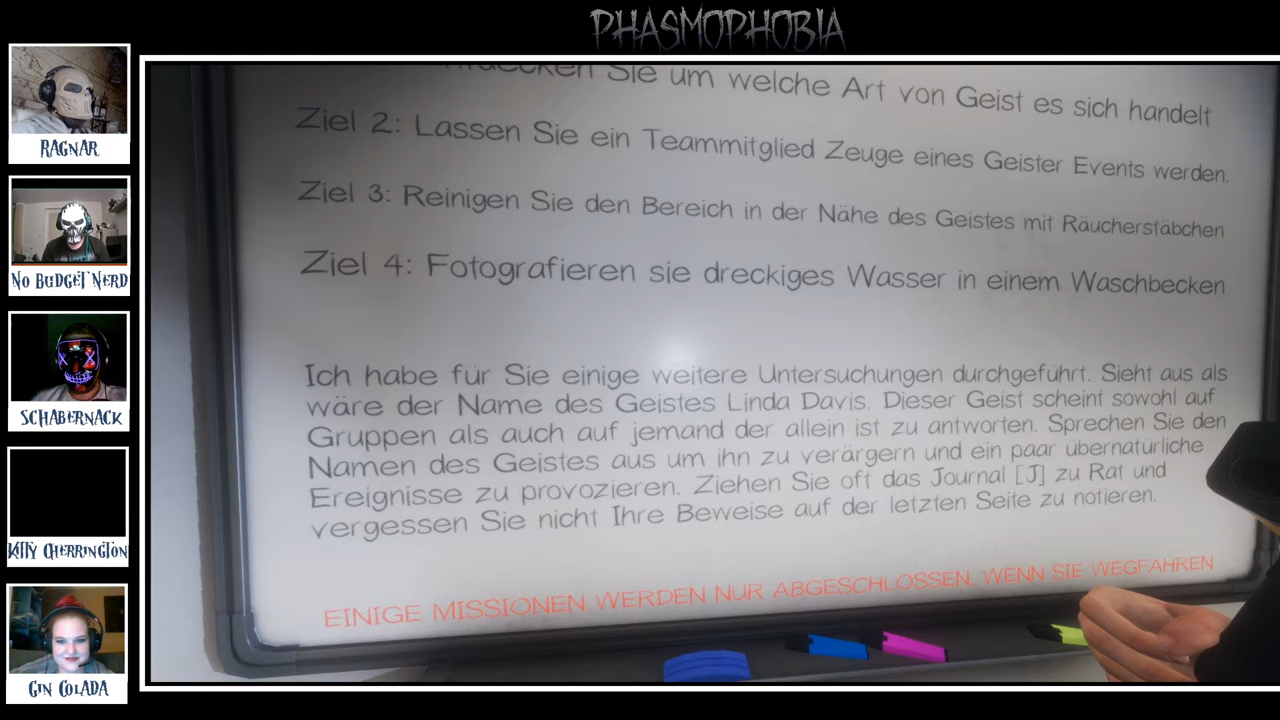 PHASMOPHOBIA
RAGNAR
NO BUDGET NERD
SCHABERNACK
KITTY CHERRINGTON
GIN COLADA
Sie um welche Art von Geist es sich handelt
Ziel 2: Lassen Sie ein Teammitglied Zeuge eines Geister Events werden.
Ziel 3: Reinigen Sie den Bereich in der Nähe des Geistes mit Räucherstäbchen
Ziel 4: Fotografieren sie dreckiges Wasser in einem Waschbecken
Ich habe für Sie einige weitere Untersuchungen durchgeführt. Sieht aus als
wäre der Name des Geistes Linda Davis. Dieser Geist scheint sowohl auf
Gruppen als auch auf jemand der allein ist zu antworten. Sprechen Sie den
Namen des Geistes aus um ihn zu verärgern und ein paar übernatürliche
Ereignisse zu provozieren. Ziehen Sie oft das Journal [J] zu Rat und
vergessen Sie nicht Ihre Beweise auf der letzten Seite zu notieren.
EINIGE MISSIONEN WERDEN NUR ABGESCHLOSSEN, WENN SIE WEGFAHREN